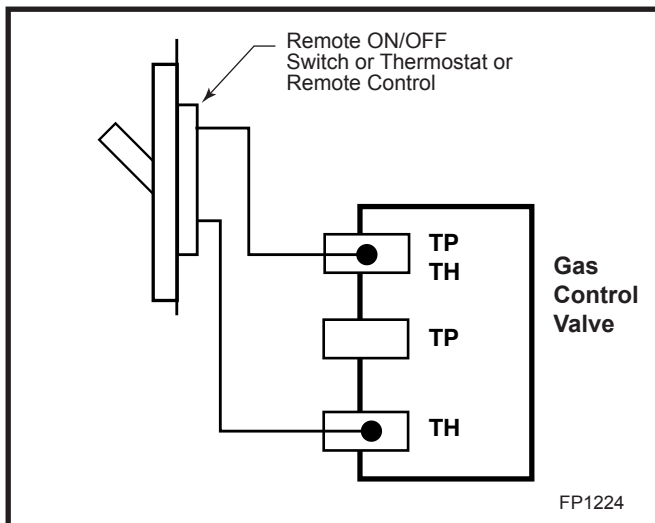 Remote ON/OFF
Switch or Thermostat or
Remote Control
TP
TH
Gas
Control
Valve
TP
TH
FP1224